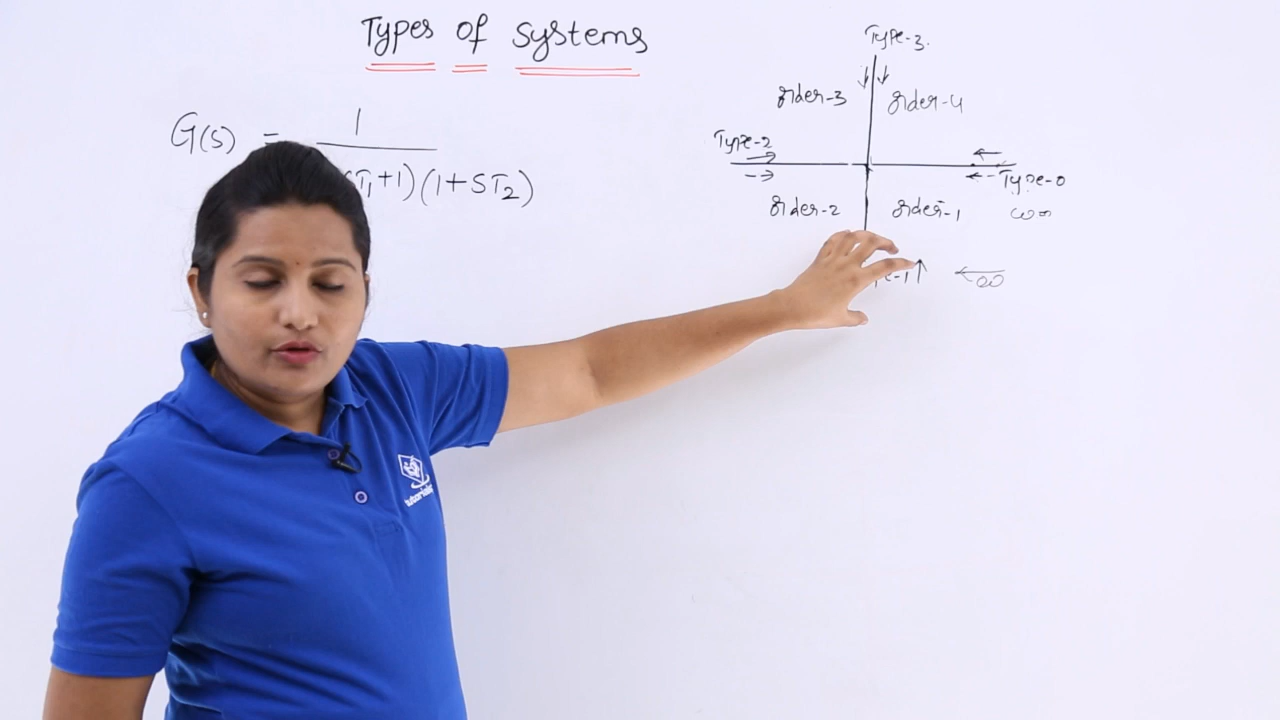 Types of Systems
G(s) =
1
ST₁+1) (1+ST₂)
Type-3.
order-3
order-4
Type-2
Type-0
order-2
order-1
ω=
-1
∞